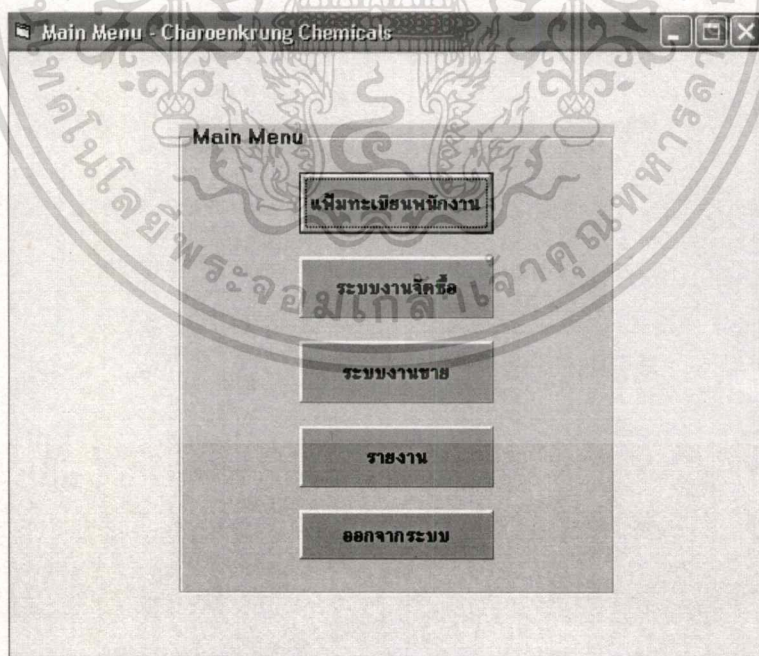 Main Menu - Charoenkrung Chemicals
Main Menu
แฟ้มทะเบียนพนักงาน
ระบบงานจัดซื้อ
ระบบงานขาย
รายงาน
ออกจากระบบ